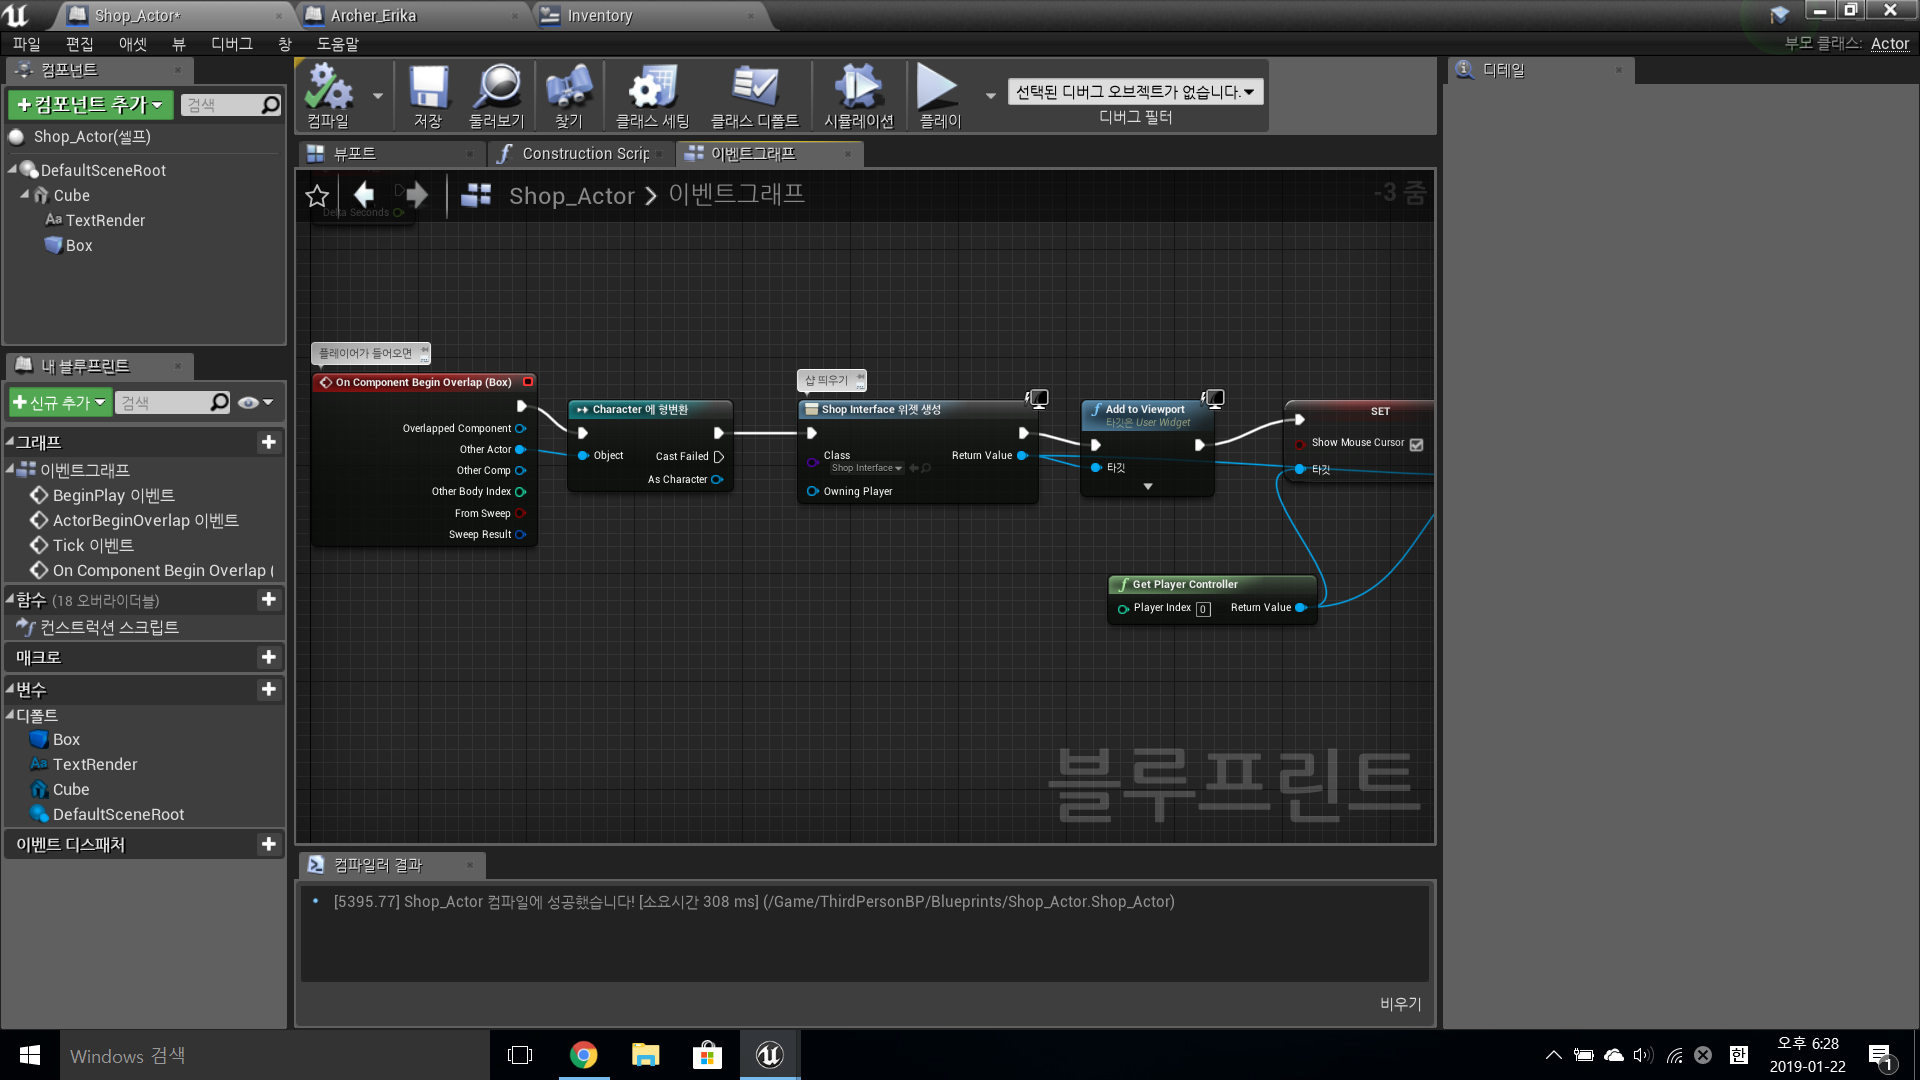 Shop_Actor*
Archer_Erika
Inventory
파일 편집 애셋 뷰 디버그 창 도움말
부모 클래스: Actor
컴포넌트
+컴포넌트 추가
검색
Shop_Actor(셀프)
DefaultSceneRoot
Cube
TextRender
Box
컴파일
저장
둘러보기
찾기
클래스 세팅
클래스 디폴트
시뮬레이션
플레이
선택된 디버그 오브젝트가 없습니다.
디버그 필터
디테일
뷰포트
Construction Scrip
이벤트그래프
Shop_Actor > 이벤트그래프
-3 줌
Delta Seconds
플레이어가 들어오면
On Component Begin Overlap (Box)
Overlapped Component
Other Actor
Other Comp
Other Body Index
From Sweep
Sweep Result
Character 에 형변환
Object
Cast Failed
As Character
샵 띄우기
Shop Interface 위젯 생성
Class
Shop Interface
Return Value
Owning Player
Add to Viewport
타깃은 User Widget
타깃
SET
Show Mouse Cursor
타깃
Get Player Controller
Player Index 0
Return Value
블루프린트
내 블루프린트
+신규 추가
검색
그래프
이벤트그래프
BeginPlay 이벤트
ActorBeginOverlap 이벤트
Tick 이벤트
On Component Begin Overlap (
함수 (18 오버라이더블)
컨스트럭션 스크립트
매크로
변수
디폴트
Box
TextRender
Cube
DefaultSceneRoot
이벤트 디스패처
컴파일러 결과
[5395.77] Shop_Actor 컴파일에 성공했습니다! [소요시간 308 ms] (/Game/ThirdPersonBP/Blueprints/Shop_Actor.Shop_Actor)
비우기
Windows 검색
한
오후 6:28
2019-01-22
1